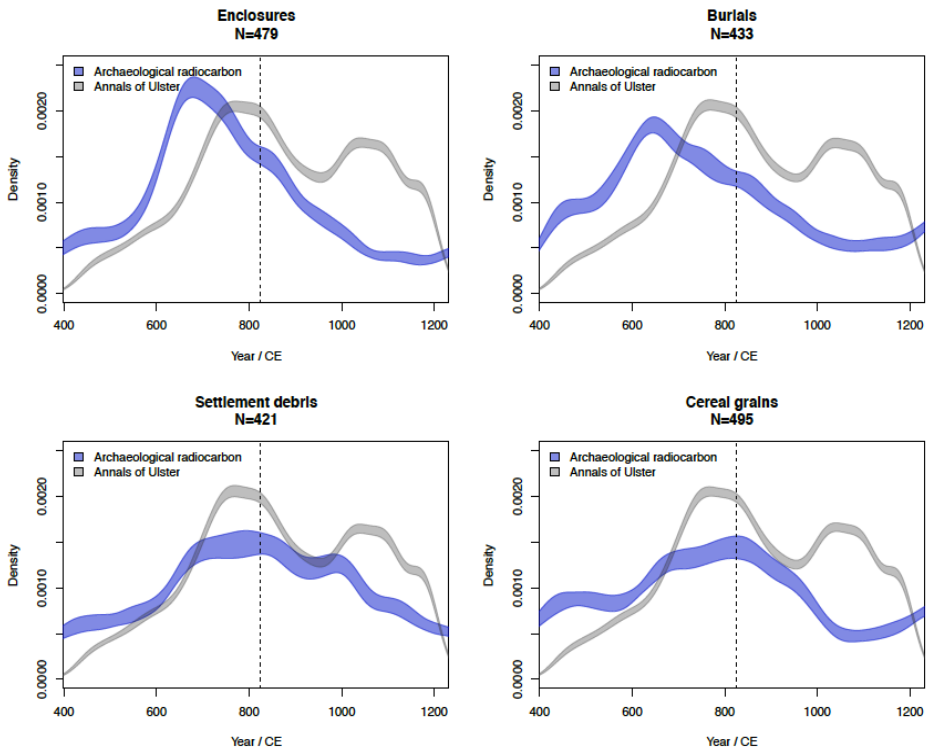 Enclosures
N=479
Archaeological radiocarbon
Annals of Ulster
Density
0.0000
0.0010
0.0020
400
600
800
1000
1200
Year / CE
Burials
N=433
Archaeological radiocarbon
Annals of Ulster
Density
0.0000
0.0010
0.0020
400
600
800
1000
1200
Year / CE
Settlement debris
N=421
Archaeological radiocarbon
Annals of Ulster
Density
0.0000
0.0010
0.0020
400
600
800
1000
1200
Year / CE
Cereal grains
N=495
Archaeological radiocarbon
Annals of Ulster
Density
0.0000
0.0010
0.0020
400
600
800
1000
1200
Year / CE